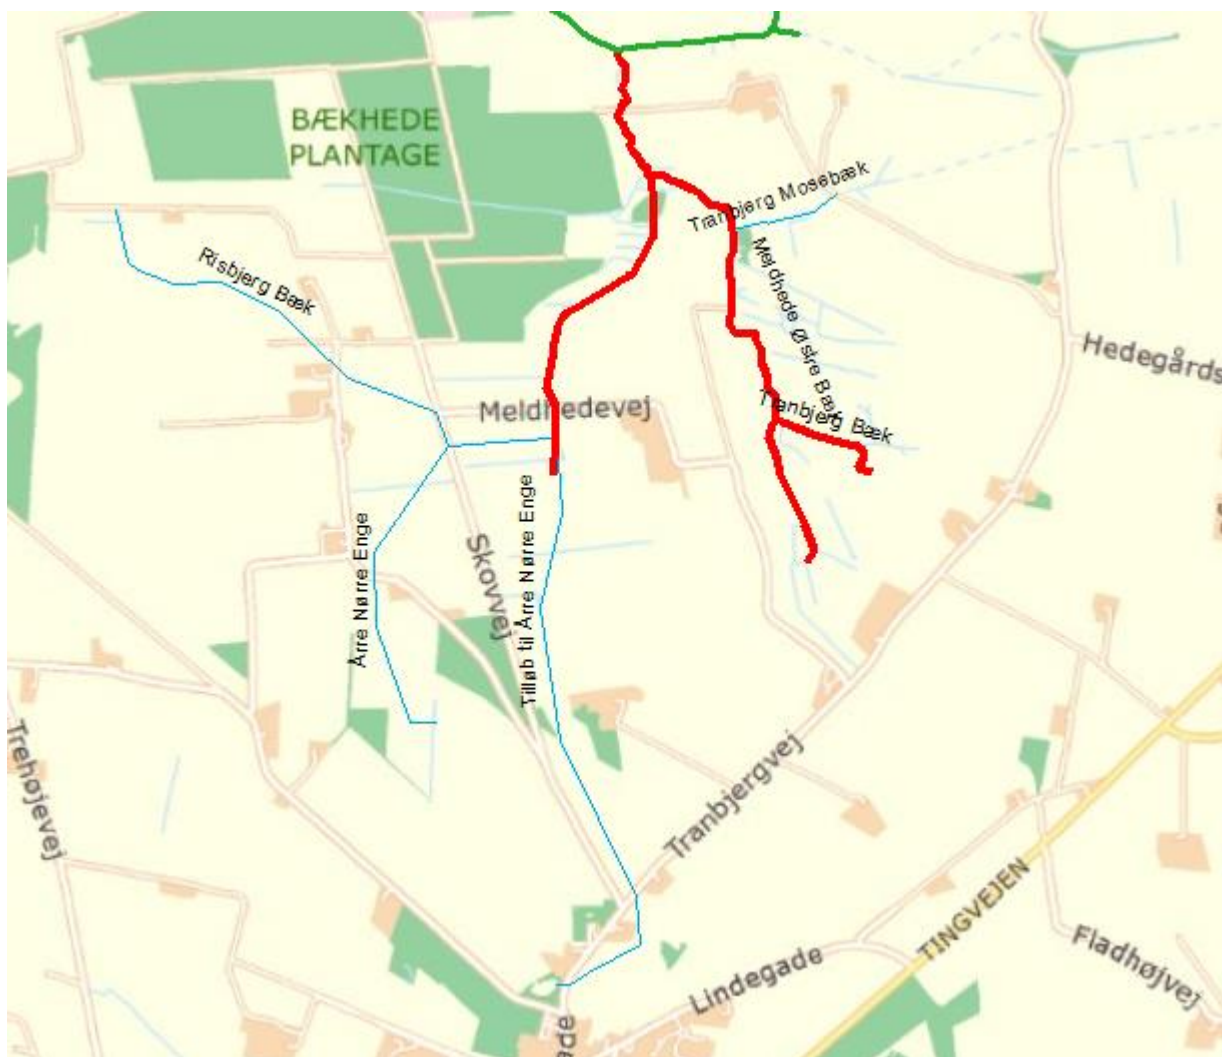 BÆKHEDE
PLANTAGE
Tranbjerg Mosebæk
Risbjerg Bæk
Meldhede Østre Bæk
Hedegårds
Meldhedevej
Tranbjerg Bæk
Årre Nørre Enge
Skovvej
Tilløb til Årre Nørre Enge
Trehøjevej
Tranbjergvej
TINGVEJEN
Fladhøjvej
Lindegade
ede